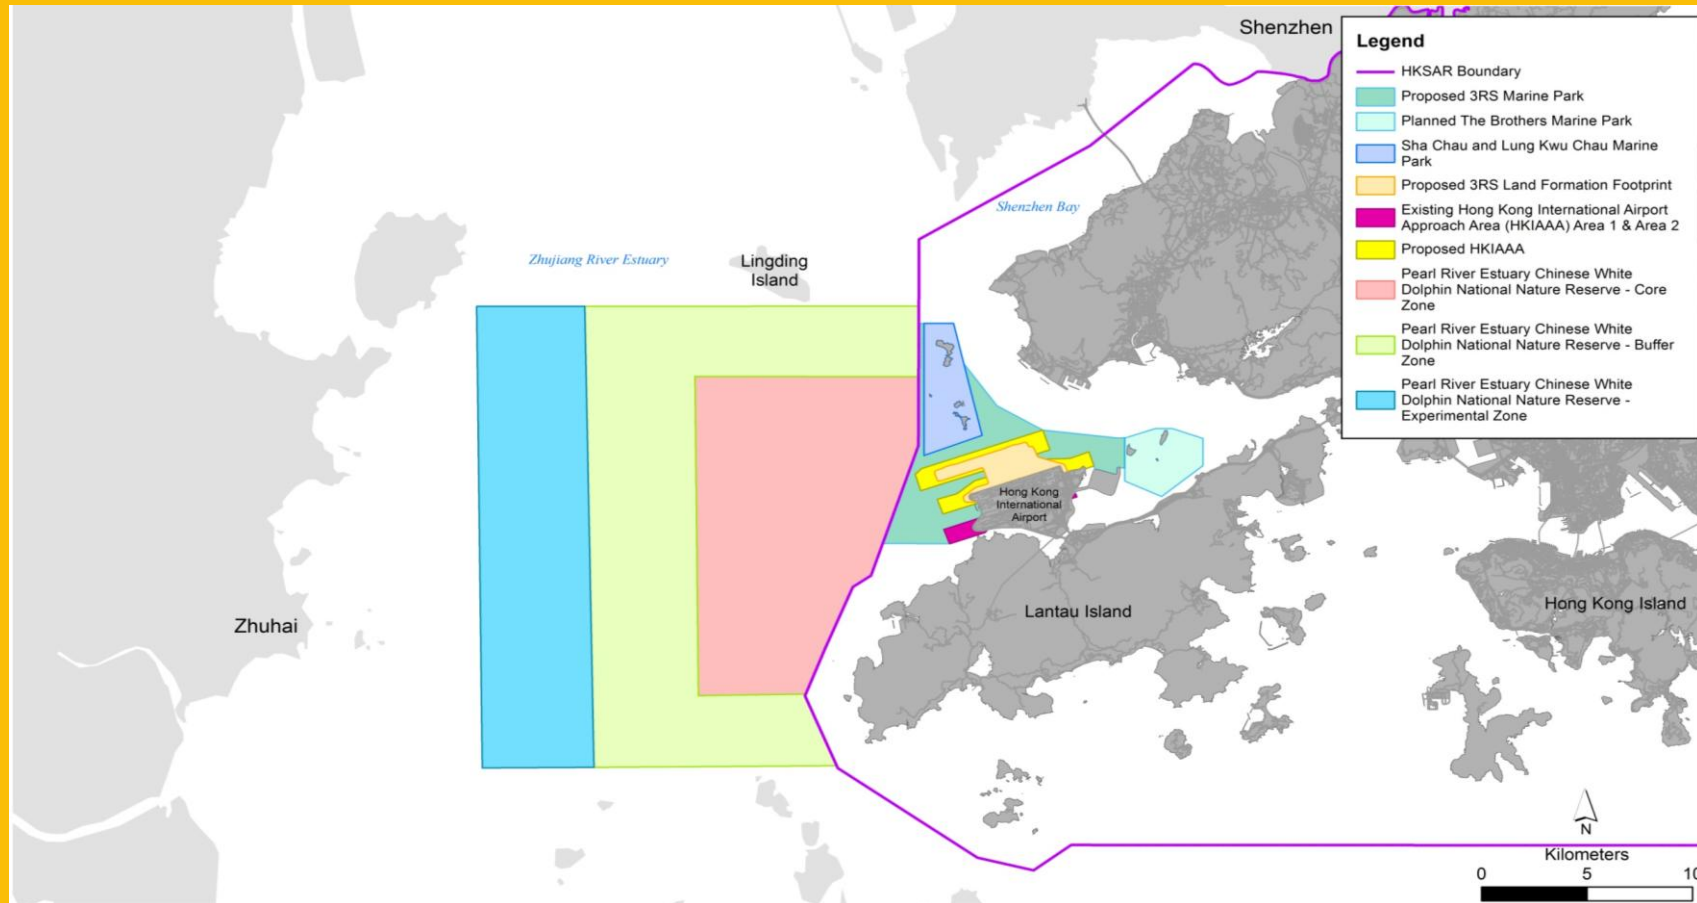 Shenzhen
Legend
HKSAR Boundary
Proposed 3RS Marine Park
Planned The Brothers Marine Park
Sha Chau and Lung Kwu Chau Marine
Park
Proposed 3RS Land Formation Footprint
Existing Hong Kong International Airport
Approach Area (HKIAAA) Area 1 & Area 2
Proposed HKIAAA
Pearl River Estuary Chinese White
Dolphin National Nature Reserve - Core
Zone
Pearl River Estuary Chinese White
Dolphin National Nature Reserve - Buffer
Zone
Pearl River Estuary Chinese White
Dolphin National Nature Reserve -
Experimental Zone
Shenzhen Bay
Zhujiang River Estuary
Lingding
Island
Hong Kong
International
Airport
Zhuhai
Lantau Island
Hong Kong Island
N
Kilometers
0 5 10